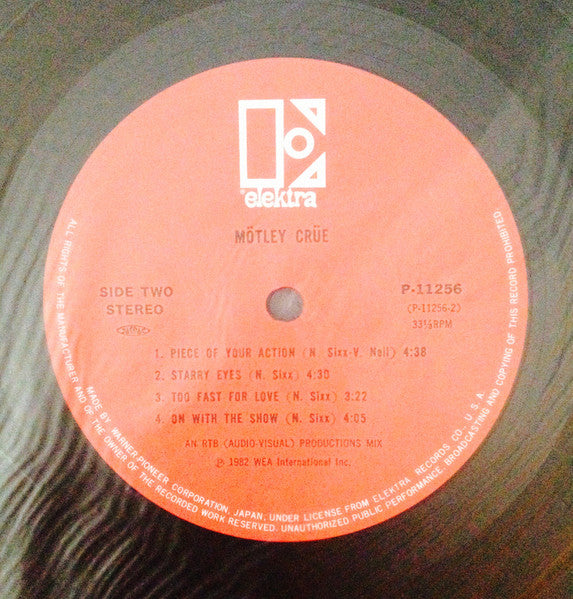 elektra
MÖTLEY CRÜE
SIDE TWO
STEREO
P-11256
(P-11256-2)
33⅓RPM
1. PIECE OF YOUR ACTION (N. Sixx-V. Neil) 4:38
2. STARRY EYES (N. Sixx) 4:30
3. TOO FAST FOR LOVE (N. Sixx) 3:22
4. ON WITH THE SHOW (N. Sixx) 4:05
AN RTB (AUDIO-VISUAL) PRODUCTIONS MIX
℗ 1982 WEA International Inc.
MADE BY WARNER-PIONEER CORPORATION, JAPAN, UNDER LICENSE FROM ELEKTRA RECORDS CO., U.S.A.
ALL RIGHTS OF THE MANUFACTURER AND OF THE OWNER OF THE RECORDED WORK RESERVED. UNAUTHORIZED PUBLIC PERFORMANCE, BROADCASTING AND COPYING OF THIS RECORD PROHIBITED